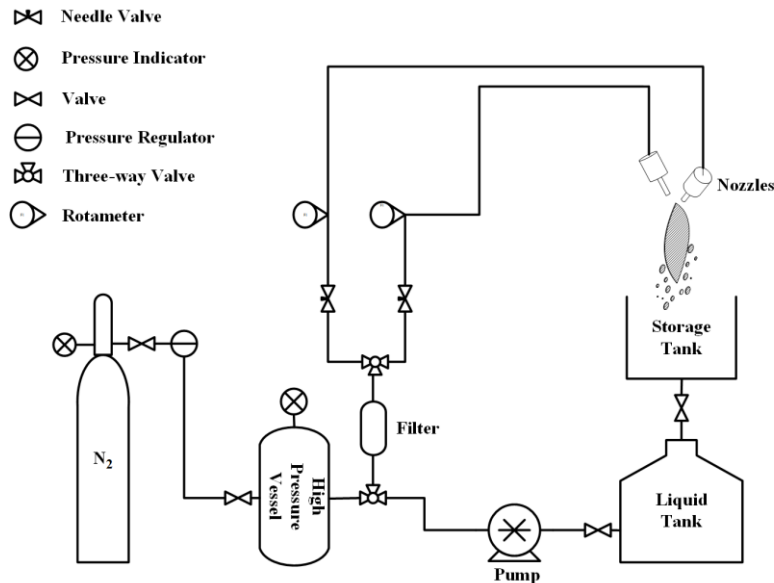 Needle Valve
Pressure Indicator
Valve
Pressure Regulator
Three-way Valve
Rotameter
Nozzles
Storage
Tank
N₂
High
Pressure
Vessel
Filter
Liquid
Tank
Pump